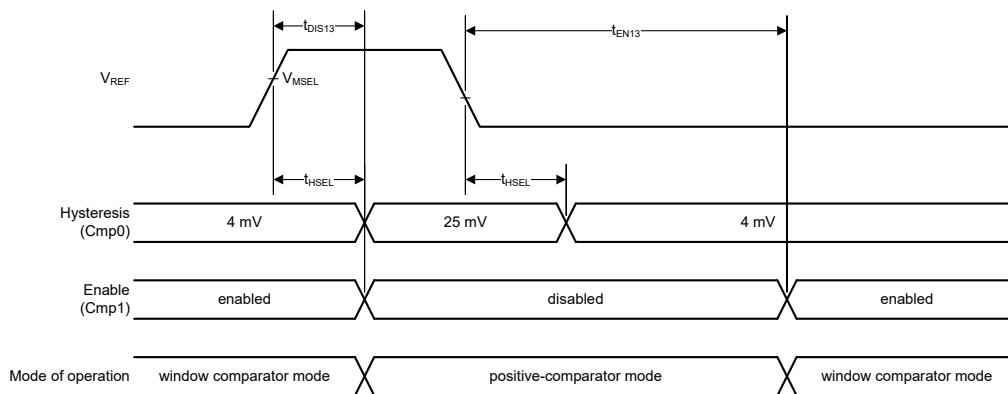 tDIS13
tEN13
VREF
VMSEL
tHSEL
tHSEL
Hysteresis
(Cmp0)
4 mV
25 mV
4 mV
Enable
(Cmp1)
enabled
disabled
enabled
Mode of operation
window comparator mode
positive-comparator mode
window comparator mode